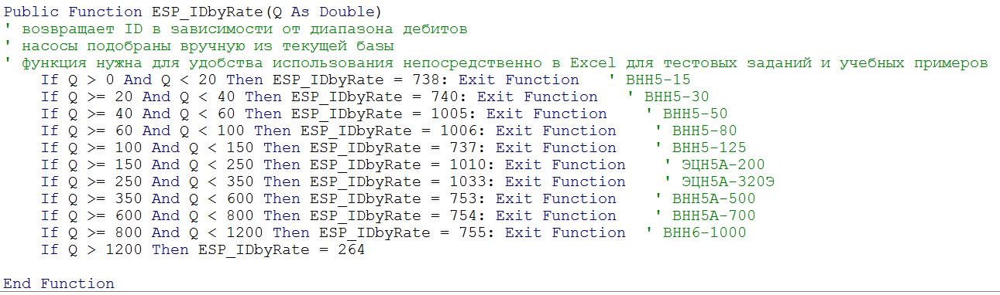 Public Function ESP_IDbyRate(Q As Double)
' возвращает ID в зависимости от диапазона дебитов
' насосы подобраны вручную из текущей базы
' функция нужна для удобства использования непосредственно в Excel для тестовых заданий и учебных примеров
    If Q > 0 And Q < 20 Then ESP_IDbyRate = 738: Exit Function   ' ВНН5-15
    If Q >= 20 And Q < 40 Then ESP_IDbyRate = 740: Exit Function   ' ВНН5-30
    If Q >= 40 And Q < 60 Then ESP_IDbyRate = 1005: Exit Function    ' ВНН5-50
    If Q >= 60 And Q < 100 Then ESP_IDbyRate = 1006: Exit Function    ' ВНН5-80
    If Q >= 100 And Q < 150 Then ESP_IDbyRate = 737: Exit Function    ' ВНН5-125
    If Q >= 150 And Q < 250 Then ESP_IDbyRate = 1010: Exit Function    ' ЭЦН5А-200
    If Q >= 250 And Q < 350 Then ESP_IDbyRate = 1033: Exit Function    ' ЭЦН5А-320Э
    If Q >= 350 And Q < 600 Then ESP_IDbyRate = 753: Exit Function    ' ВНН5А-500
    If Q >= 600 And Q < 800 Then ESP_IDbyRate = 754: Exit Function    ' ВНН5А-700
    If Q >= 800 And Q < 1200 Then ESP_IDbyRate = 755: Exit Function  ' ВНН6-1000
    If Q > 1200 Then ESP_IDbyRate = 264
End Function